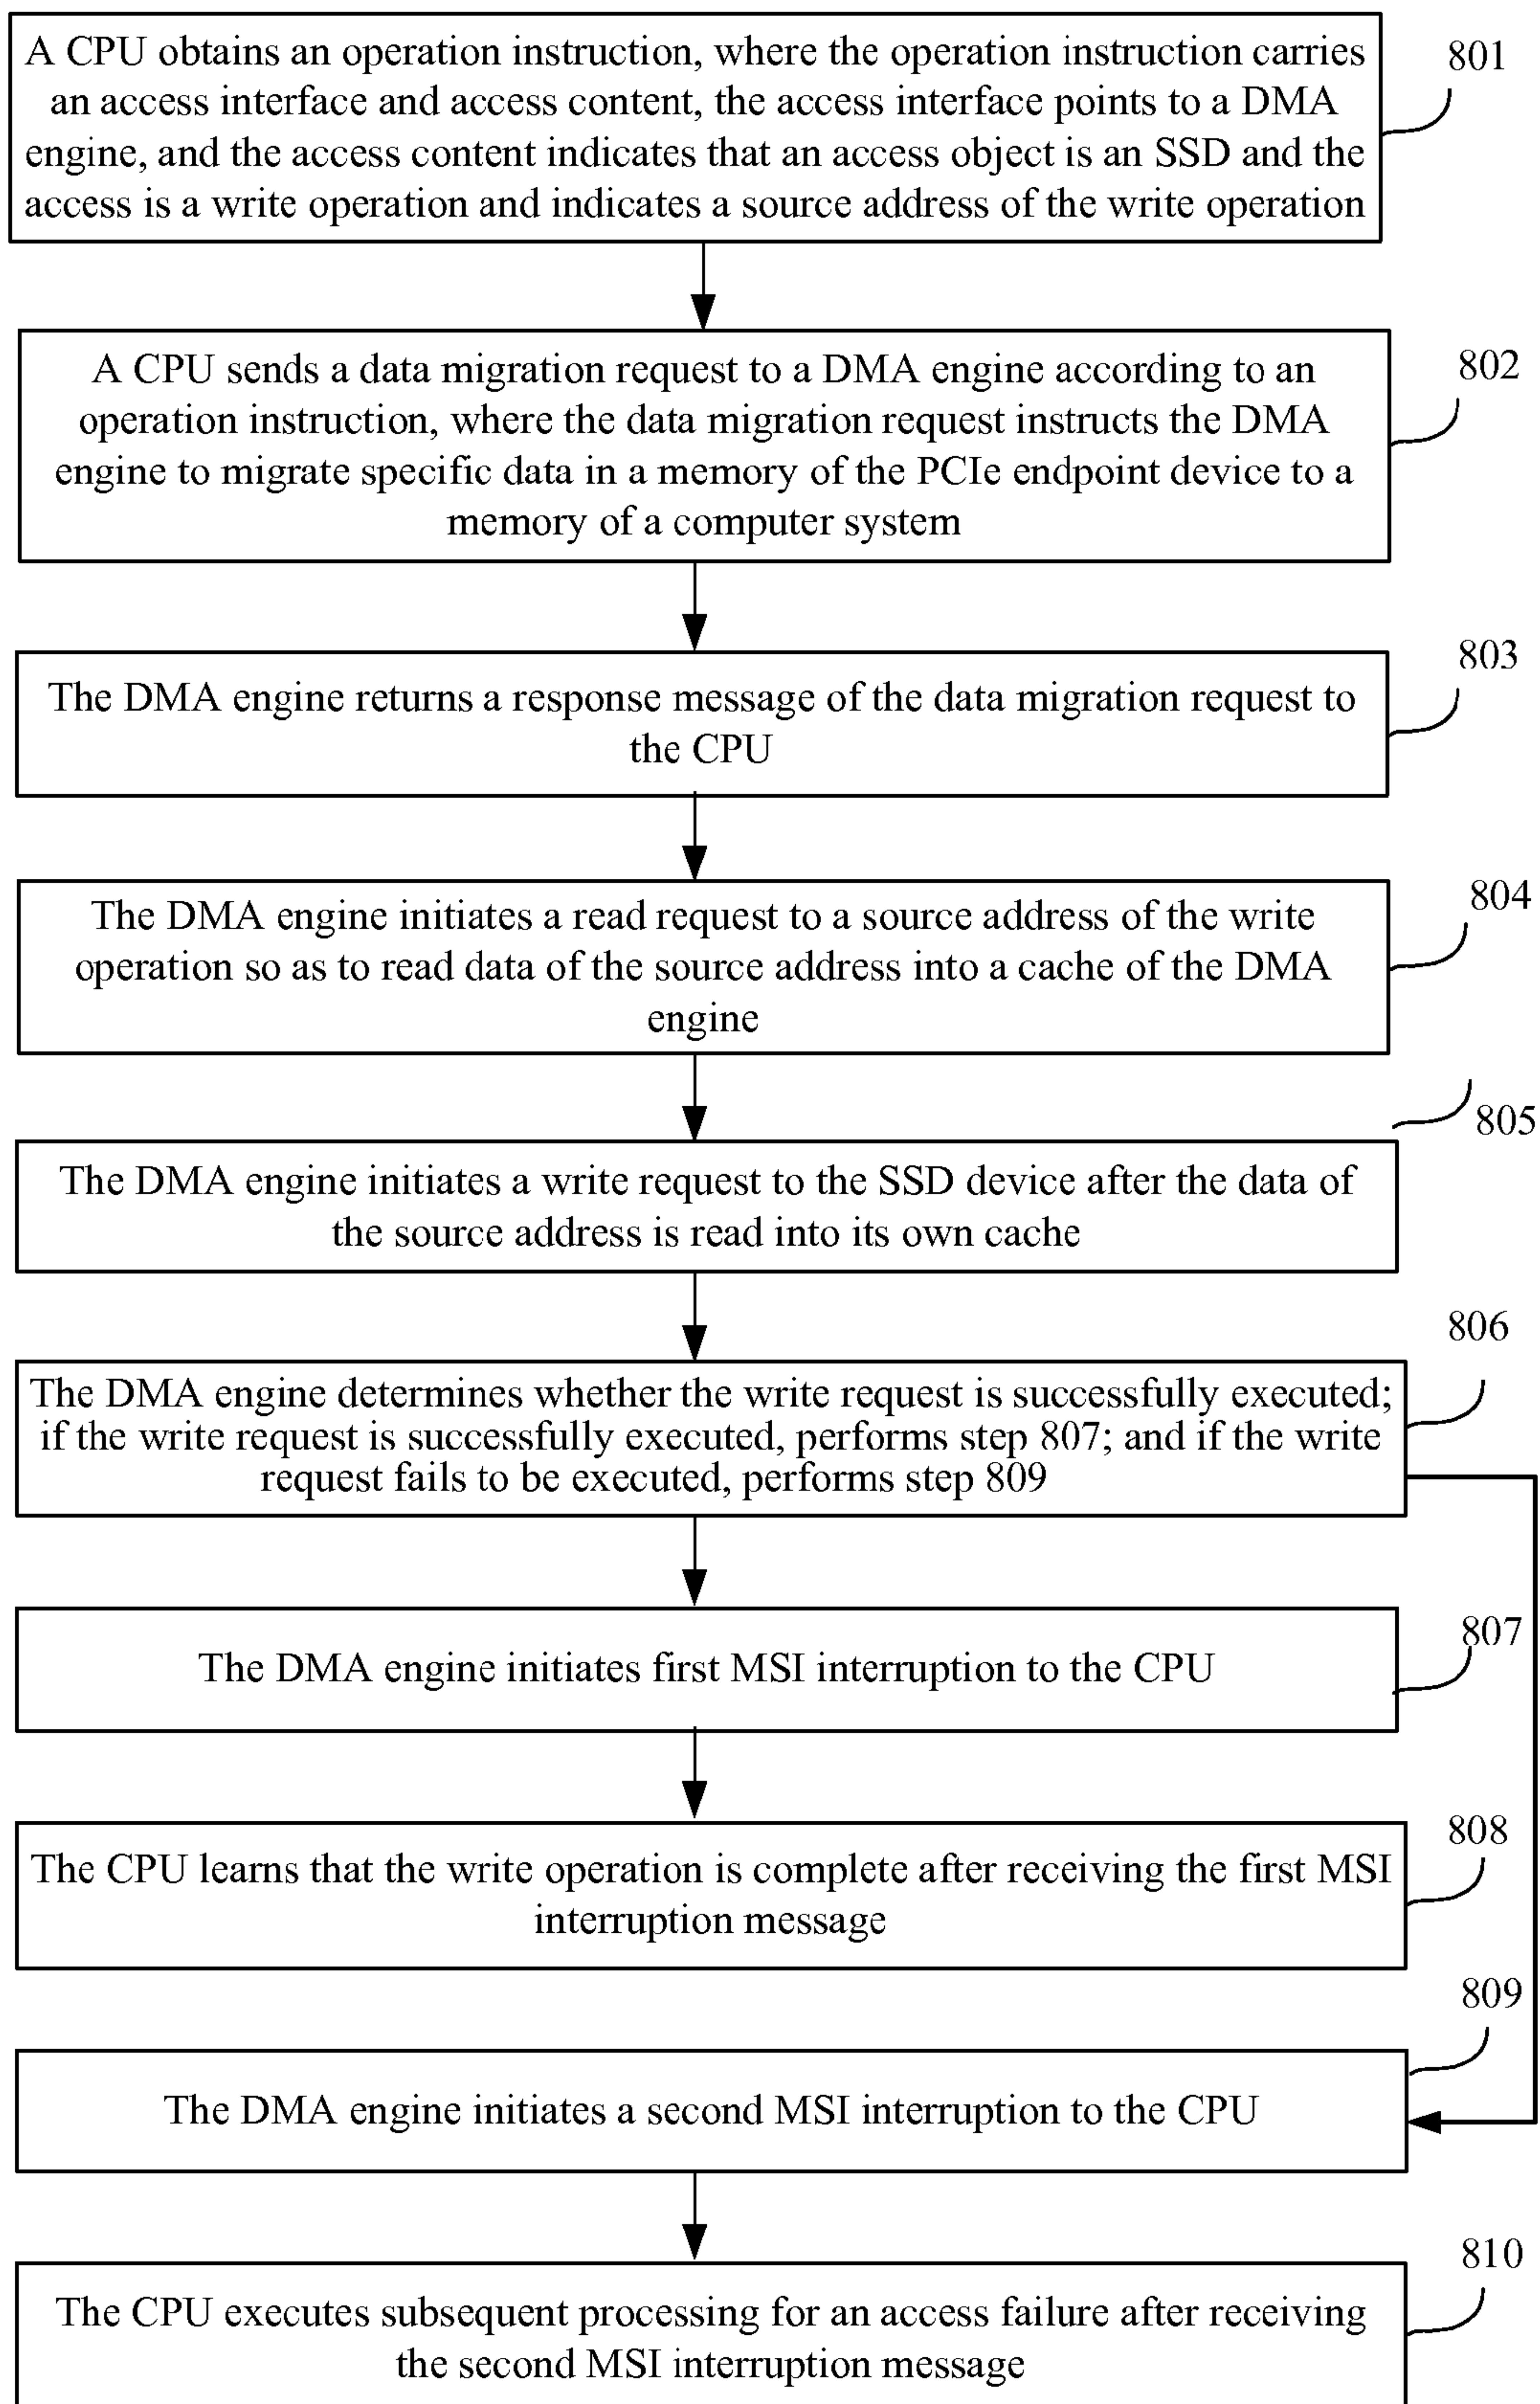 A CPU obtains an operation instruction, where the operation instruction carries
an access interface and access content, the access interface points to a DMA
engine, and the access content indicates that an access object is an SSD and the
access is a write operation and indicates a source address of the write operation
801
A CPU sends a data migration request to a DMA engine according to an
operation instruction, where the data migration request instructs the DMA
engine to migrate specific data in a memory of the PCIe endpoint device to a
memory of a computer system
802
The DMA engine returns a response message of the data migration request to
the CPU
803
The DMA engine initiates a read request to a source address of the write
operation so as to read data of the source address into a cache of the DMA
engine
804
The DMA engine initiates a write request to the SSD device after the data of
the source address is read into its own cache
805
The DMA engine determines whether the write request is successfully executed;
if the write request is successfully executed, performs step 807; and if the write
request fails to be executed, performs step 809
806
The DMA engine initiates first MSI interruption to the CPU
807
The CPU learns that the write operation is complete after receiving the first MSI
interruption message
808
The DMA engine initiates a second MSI interruption to the CPU
809
The CPU executes subsequent processing for an access failure after receiving
the second MSI interruption message
810